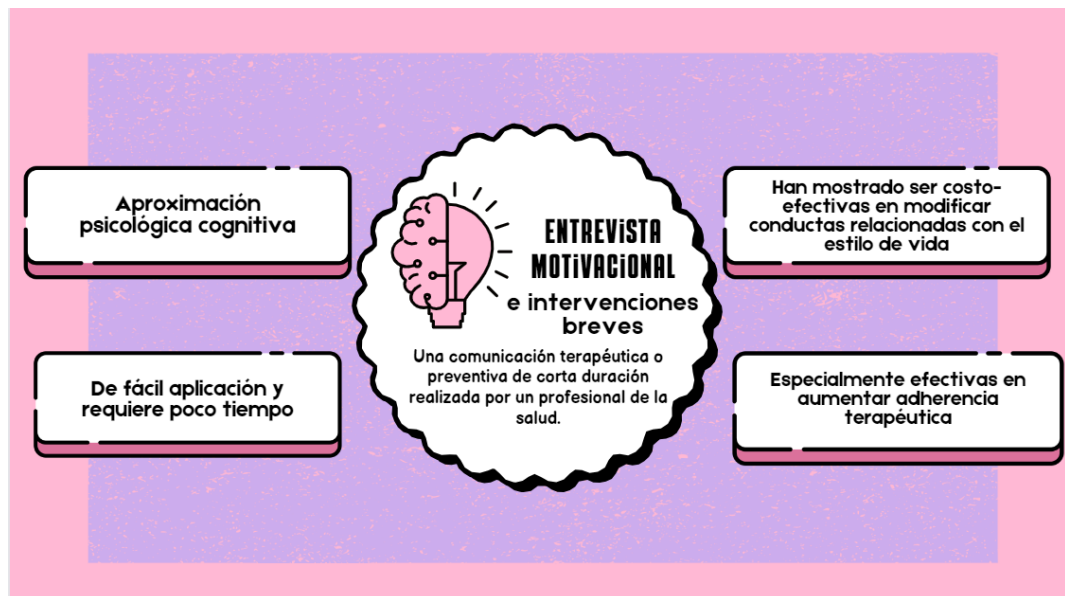 Aproximación
psicológica cognitiva
De fácil aplicación y
requiere poco tiempo
ENTREVISTA
MOTIVACIONAL
e intervenciones
breves
Una comunicación terapéutica o
preventiva de corta duración
realizada por un profesional de la
salud.
Han mostrado ser costo-
efectivas en modificar
conductas relacionadas con el
estilo de vida
Especialmente efectivas en
aumentar adherencia
terapéutica